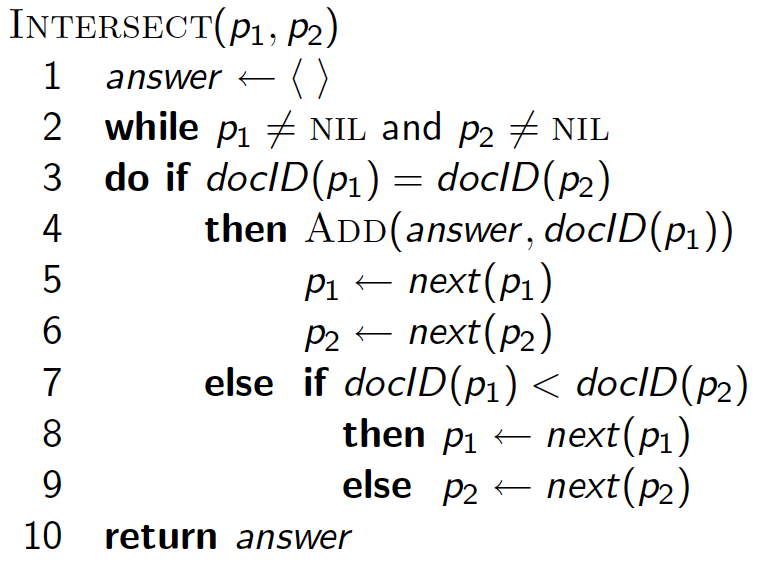 INTERSECT(p₁, p₂)
1 answer ← ⟨ ⟩
2 while p₁ ≠ NIL and p₂ ≠ NIL
3 do if docID(p₁) = docID(p₂)
4 then ADD(answer, docID(p₁))
5 p₁ ← next(p₁)
6 p₂ ← next(p₂)
7 else if docID(p₁) < docID(p₂)
8 then p₁ ← next(p₁)
9 else p₂ ← next(p₂)
10 return answer